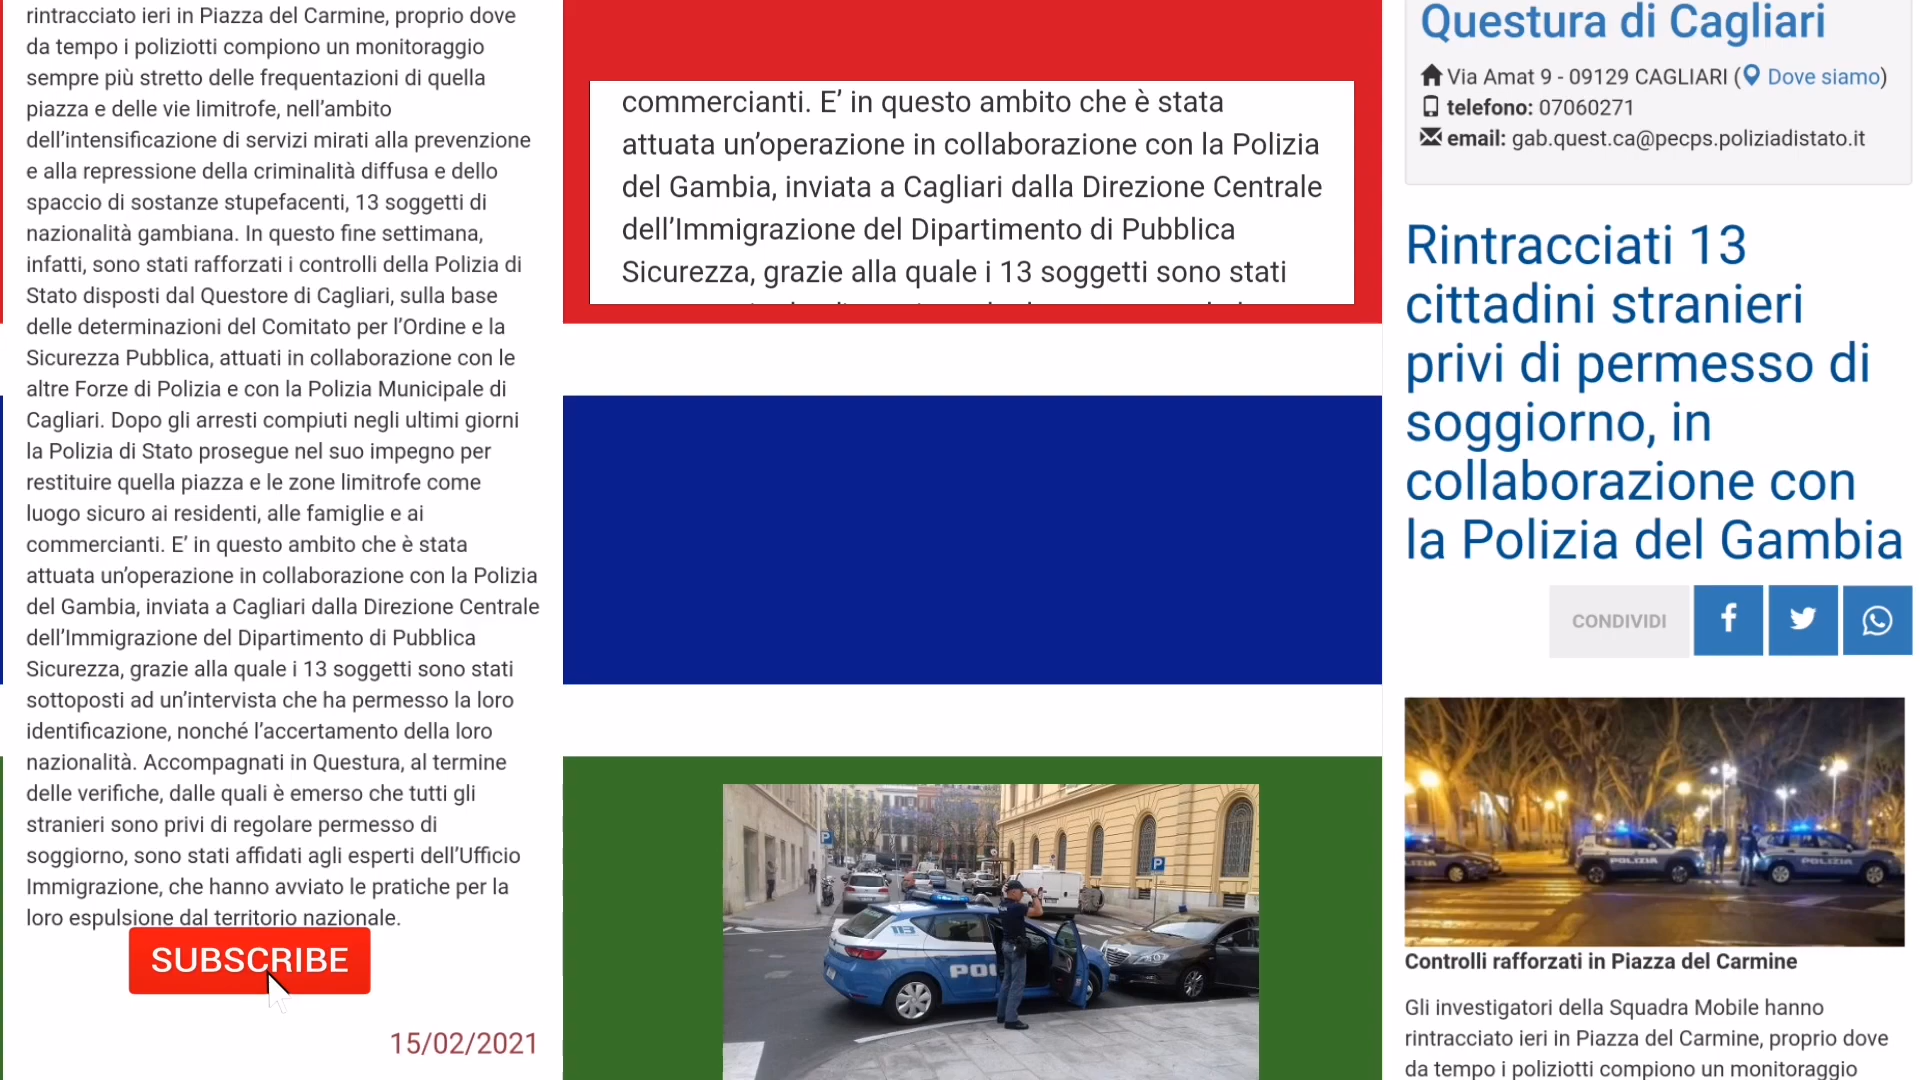 rintracciato ieri in Piazza del Carmine, proprio dove
da tempo i poliziotti compiono un monitoraggio
sempre più stretto delle frequentazioni di quella
piazza e delle vie limitrofe, nell’ambito
dell’intensificazione di servizi mirati alla prevenzione
e alla repressione della criminalità diffusa e dello
spaccio di sostanze stupefacenti, 13 soggetti di
nazionalità gambiana. In questo fine settimana,
infatti, sono stati rafforzati i controlli della Polizia di
Stato disposti dal Questore di Cagliari, sulla base
delle determinazioni del Comitato per l’Ordine e la
Sicurezza Pubblica, attuati in collaborazione con le
altre Forze di Polizia e con la Polizia Municipale di
Cagliari. Dopo gli arresti compiuti negli ultimi giorni
la Polizia di Stato prosegue nel suo impegno per
restituire quella piazza e le zone limitrofe come
luogo sicuro ai residenti, alle famiglie e ai
commercianti. E’ in questo ambito che è stata
attuata un’operazione in collaborazione con la Polizia
del Gambia, inviata a Cagliari dalla Direzione Centrale
dell’Immigrazione del Dipartimento di Pubblica
Sicurezza, grazie alla quale i 13 soggetti sono stati
sottoposti ad un’intervista che ha permesso la loro
identificazione, nonché l’accertamento della loro
nazionalità. Accompagnati in Questura, al termine
delle verifiche, dalle quali è emerso che tutti gli
stranieri sono privi di regolare permesso di
soggiorno, sono stati affidati agli esperti dell’Ufficio
Immigrazione, che hanno avviato le pratiche per la
loro espulsione dal territorio nazionale.
SUBSCRIBE
15/02/2021
commercianti. E’ in questo ambito che è stata
attuata un’operazione in collaborazione con la Polizia
del Gambia, inviata a Cagliari dalla Direzione Centrale
dell’Immigrazione del Dipartimento di Pubblica
Sicurezza, grazie alla quale i 13 soggetti sono stati
P
P
113
POL
Questura di Cagliari
Via Amat 9 - 09129 CAGLIARI (Dove siamo)
telefono: 07060271
email: gab.quest.ca@pecps.poliziadistato.it
Rintracciati 13
cittadini stranieri
privi di permesso di
soggiorno, in
collaborazione con
la Polizia del Gambia
CONDIVIDI
POLIZIA
POLIZIA
Controlli rafforzati in Piazza del Carmine
Gli investigatori della Squadra Mobile hanno
rintracciato ieri in Piazza del Carmine, proprio dove
da tempo i poliziotti compiono un monitoraggio